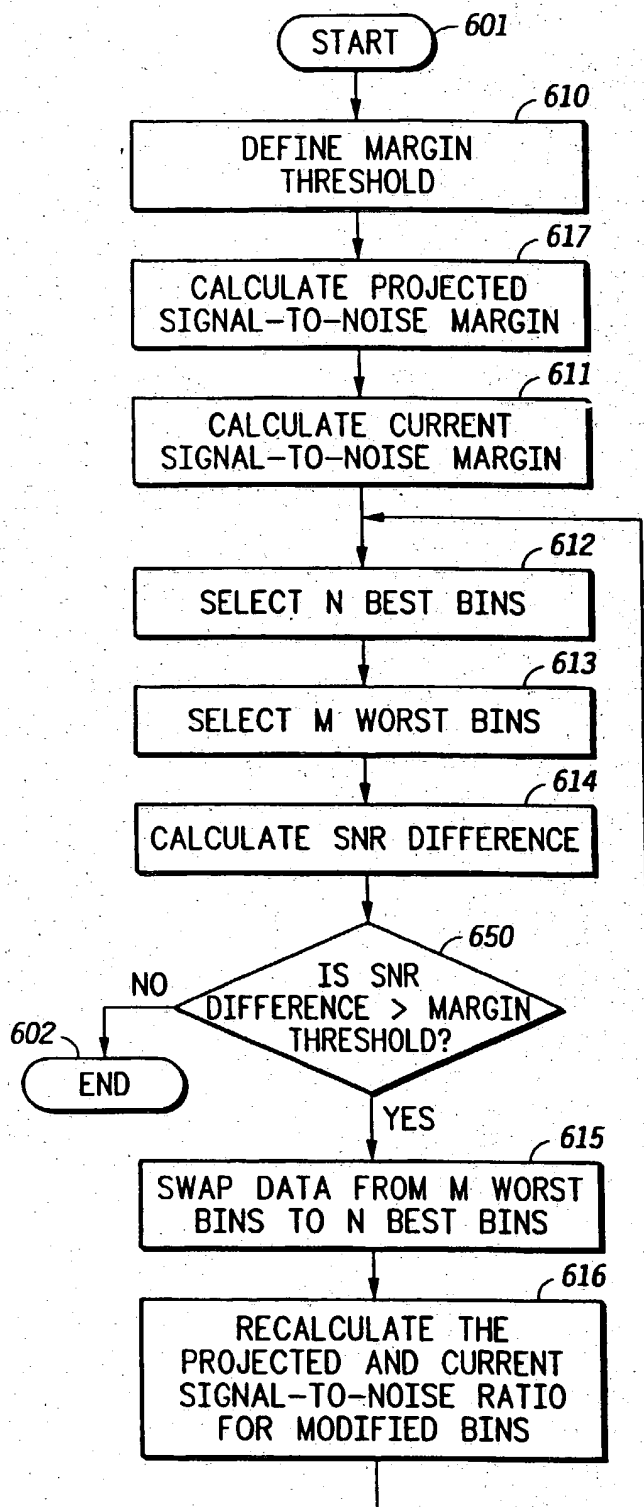 START
601
610
DEFINE MARGIN
THRESHOLD
617
CALCULATE PROJECTED
SIGNAL-TO-NOISE MARGIN
611
CALCULATE CURRENT
SIGNAL-TO-NOISE MARGIN
612
SELECT N BEST BINS
613
SELECT M WORST BINS
614
CALCULATE SNR DIFFERENCE
650
IS SNR
DIFFERENCE > MARGIN
THRESHOLD?
NO
602
END
YES
615
SWAP DATA FROM M WORST
BINS TO N BEST BINS
616
RECALCULATE THE
PROJECTED AND CURRENT
SIGNAL-TO-NOISE RATIO
FOR MODIFIED BINS